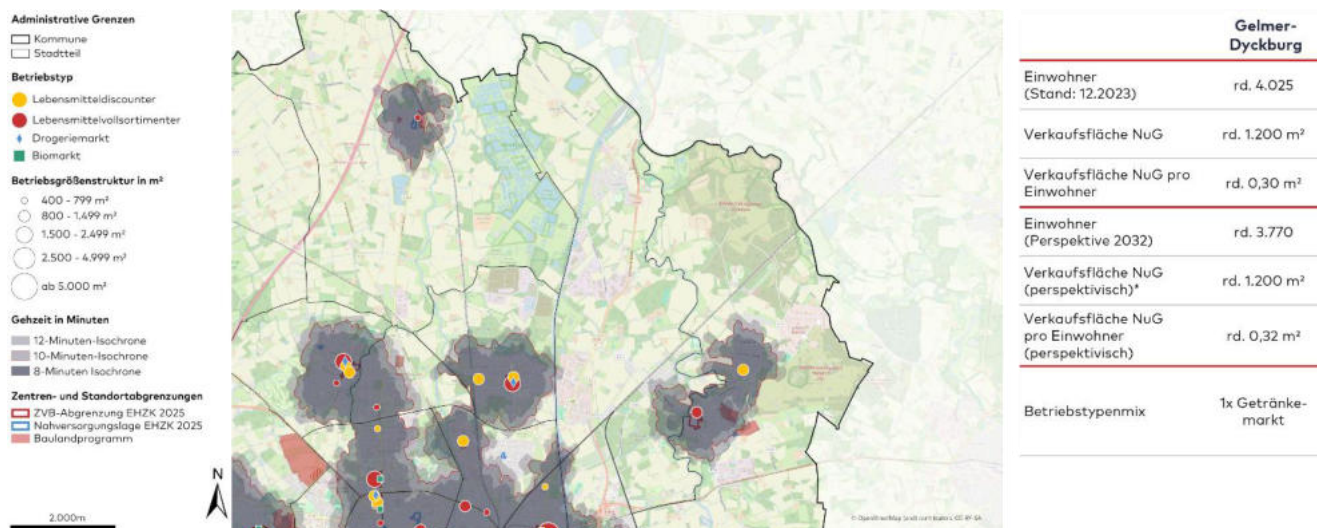 Administrative Grenzen
Kommune
Stadtteil
Betriebstyp
Lebensmitteldiscounter
Lebensmittelvollsortimenter
Drogeriemarkt
Biomarkt
Betriebsgrößenstruktur in m²
400 - 799 m²
800 - 1.499 m²
1.500 - 2.499 m²
2.500 - 4.999 m²
ab 5.000 m²
Gehzeit in Minuten
12-Minuten-Isochrone
10-Minuten-Isochrone
8-Minuten Isochrone
Zentren- und Standortabgrenzungen
ZVB-Abgrenzung EHZK 2025
Nahversorgungslage EHZK 2025
Baulandprogramm
N
2.000m
Gelmer-
Dyckburg
Einwohner
(Stand: 12.2023)
rd. 4.025
Verkaufsfläche NuG
rd. 1.200 m²
Verkaufsfläche NuG pro
Einwohner
rd. 0,30 m²
Einwohner
(Perspektive 2032)
rd. 3.770
Verkaufsfläche NuG
(perspektivisch)*
rd. 1.200 m²
Verkaufsfläche NuG
pro Einwohner
(perspektivisch)
rd. 0,32 m²
Betriebstypenmix
1x Getränke-
markt